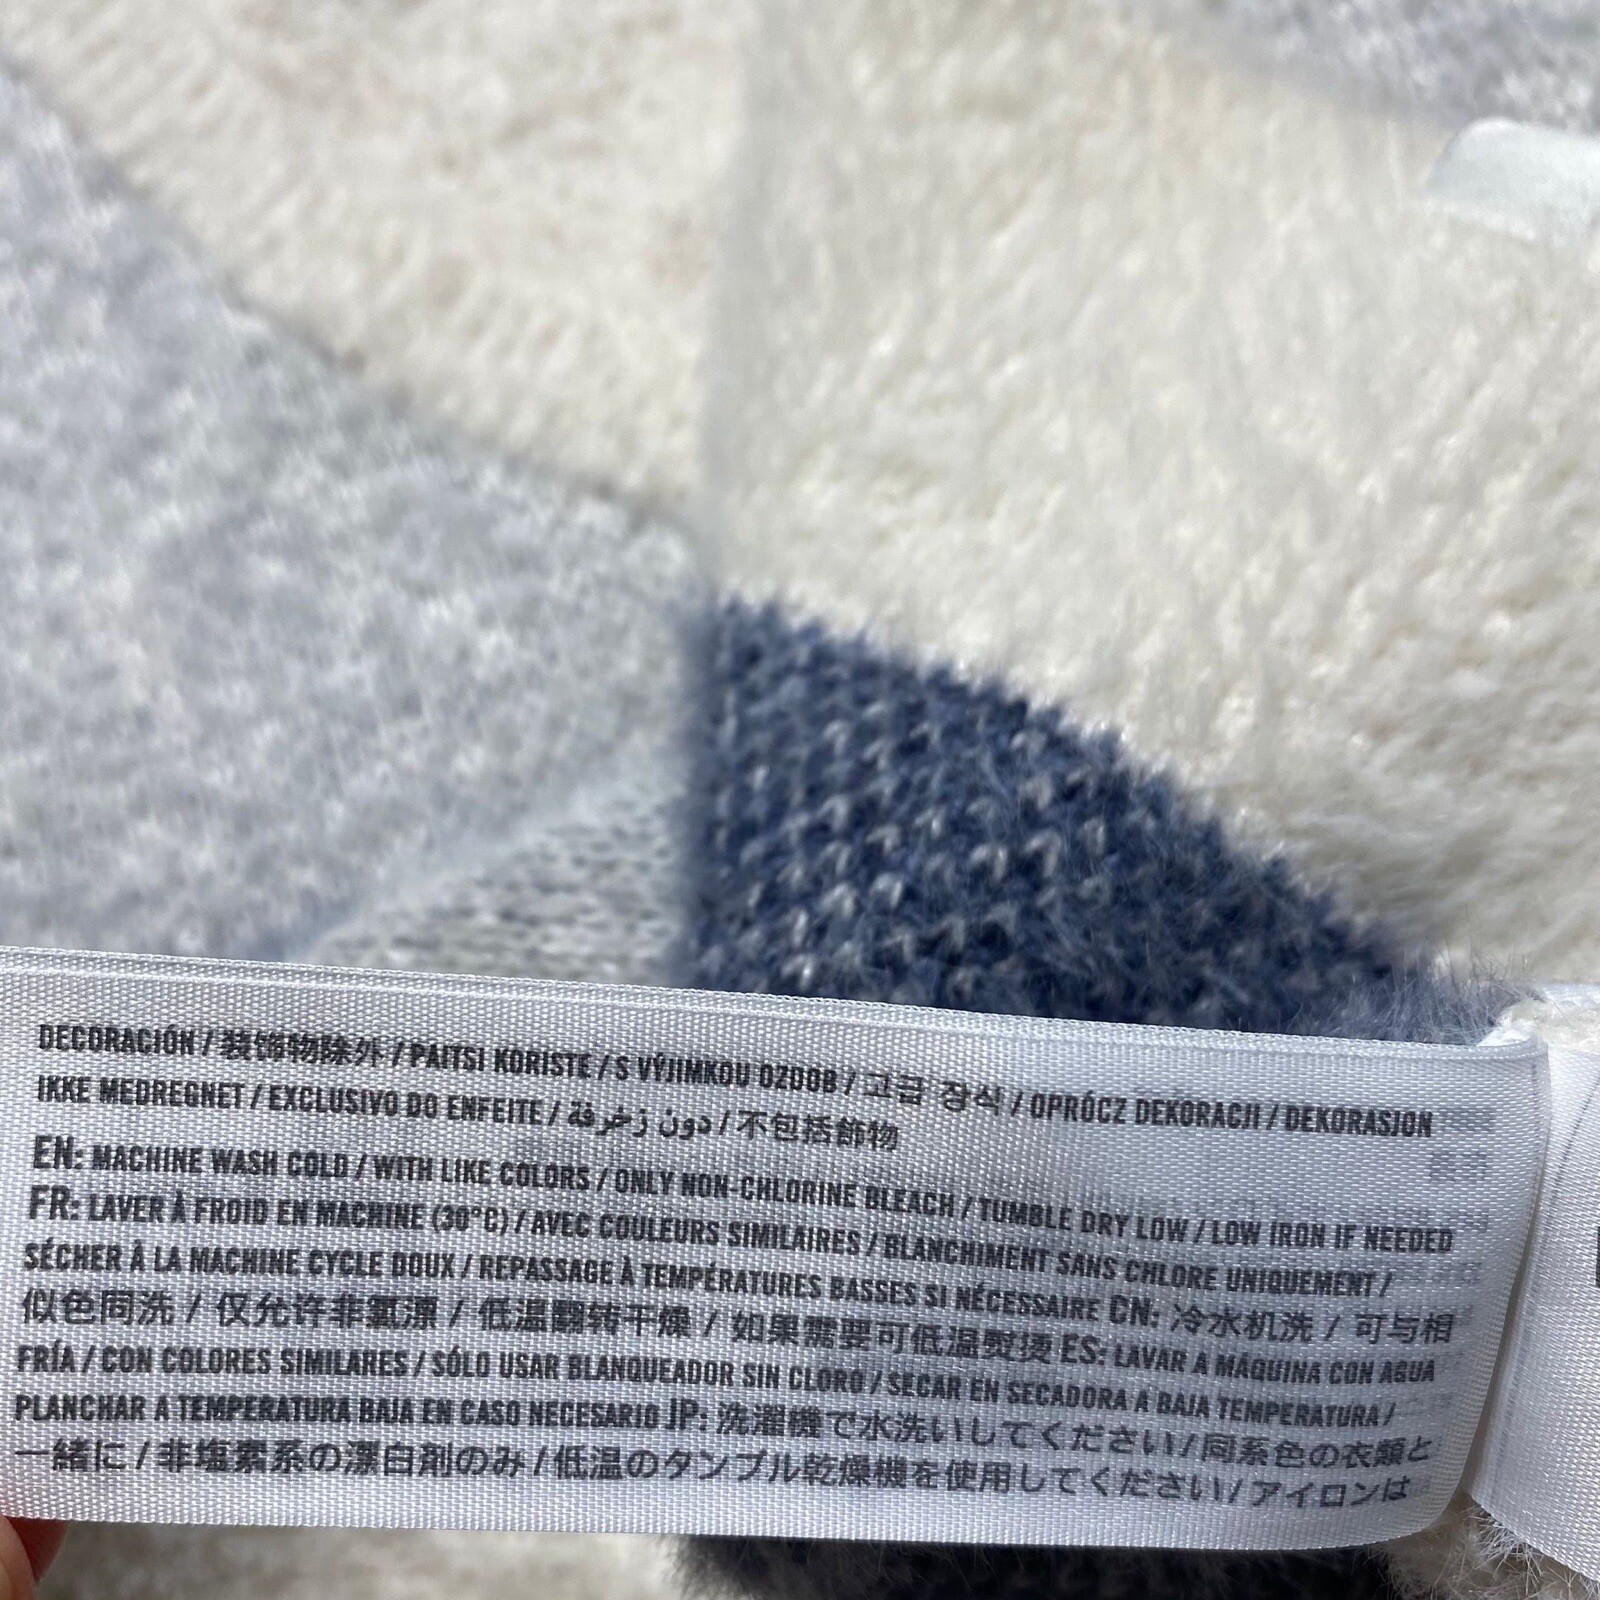 DECORACIÓN / 装饰物除外 / PAITSI KORISTE / S VÝJIMKOU OZDOB / 고급 장식 / OPRÓCZ DEKORACJI / DEKORASJON
IKKE MEDREGNET / EXCLUSIVO DO ENFEITE / دون زخرفة / 不包括飾物
EN: MACHINE WASH COLD / WITH LIKE COLORS / ONLY NON-CHLORINE BLEACH / TUMBLE DRY LOW / LOW IRON IF NEEDED
FR: LAVER À FROID EN MACHINE (30°C) / AVEC COULEURS SIMILAIRES / BLANCHIMENT SANS CHLORE UNIQUEMENT /
SÉCHER À LA MACHINE CYCLE DOUX / REPASSAGE À TEMPÉRATURES BASSES SI NÉCESSAIRE CN: 冷水机洗 / 可与相
似色同洗 / 仅允许非氯漂 / 低温翻转干燥 / 如果需要可低温熨烫 ES: LAVAR A MÁQUINA CON AGUA
FRÍA / CON COLORES SIMILARES / SÓLO USAR BLANQUEADOR SIN CLORO / SECAR EN SECADORA A BAJA TEMPERATURA /
PLANCHAR A TEMPERATURA BAJA EN CASO NECESARIO JP: 洗濯機で水洗いしてください / 同系色の衣類と
一緒に / 非塩素系の漂白剤のみ / 低温のタンブル乾燥機を使用してください / アイロンは